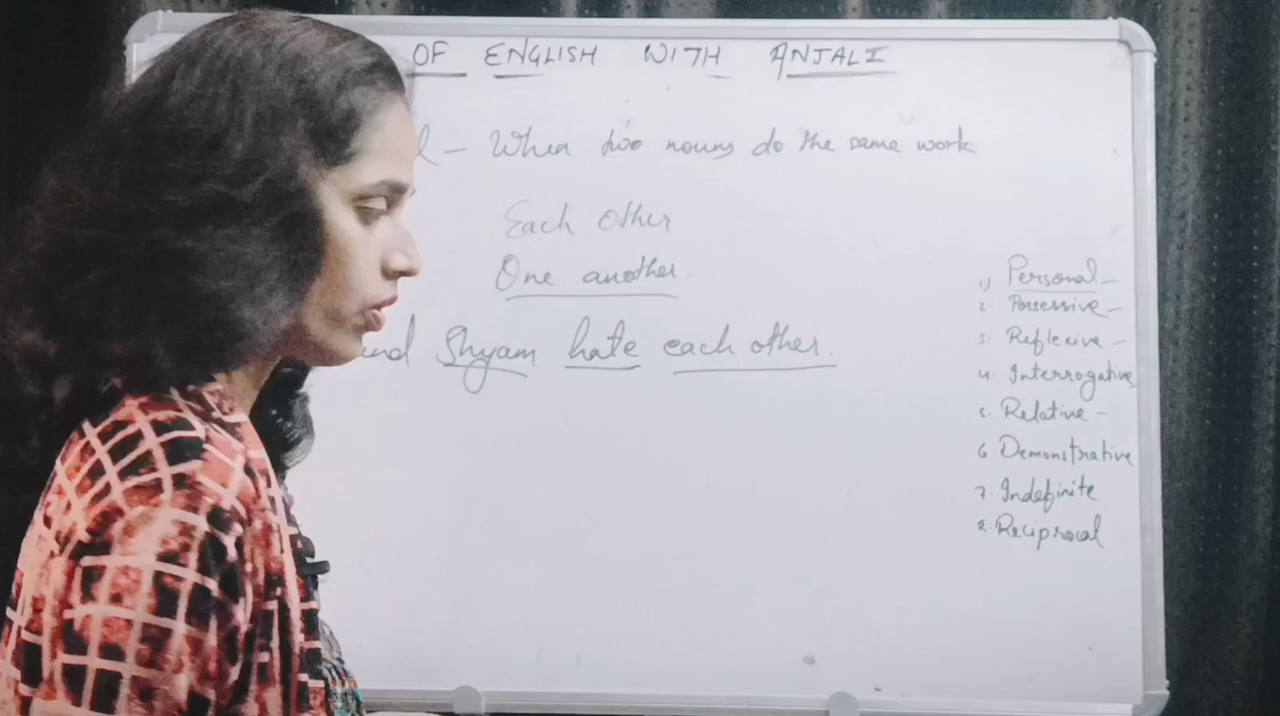 OF ENGLISH WITH ANJALI
l - When two nouns do the same work.
Each other
One another.
and Shyam hate each other.
1) Personal -
2. Possessive -
3. Reflexive -
4. Interrogative
5. Relative -
6. Demonstrative
7. Indefinite
8. Reciprocal